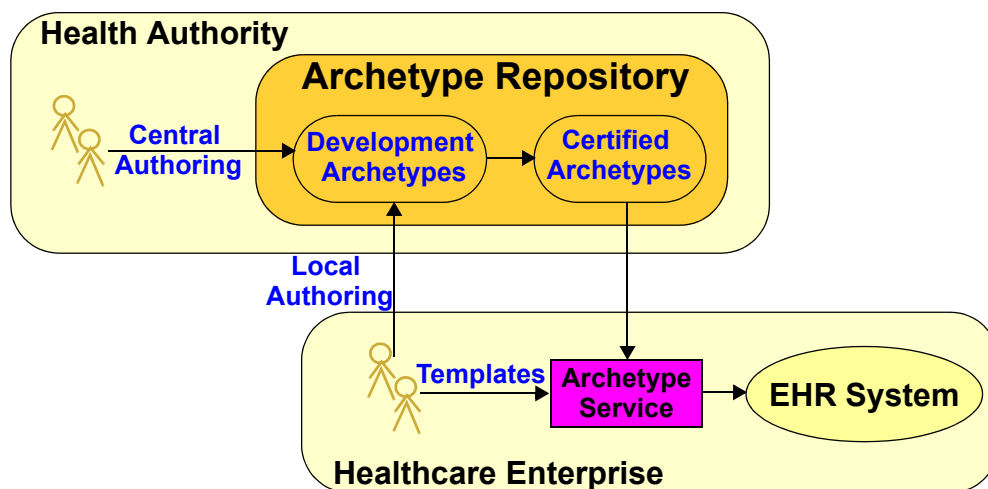 Health Authority
Archetype Repository
Central
Authoring
Development
Archetypes
Certified
Archetypes
Local
Authoring
Templates
Archetype
Service
EHR System
Healthcare Enterprise